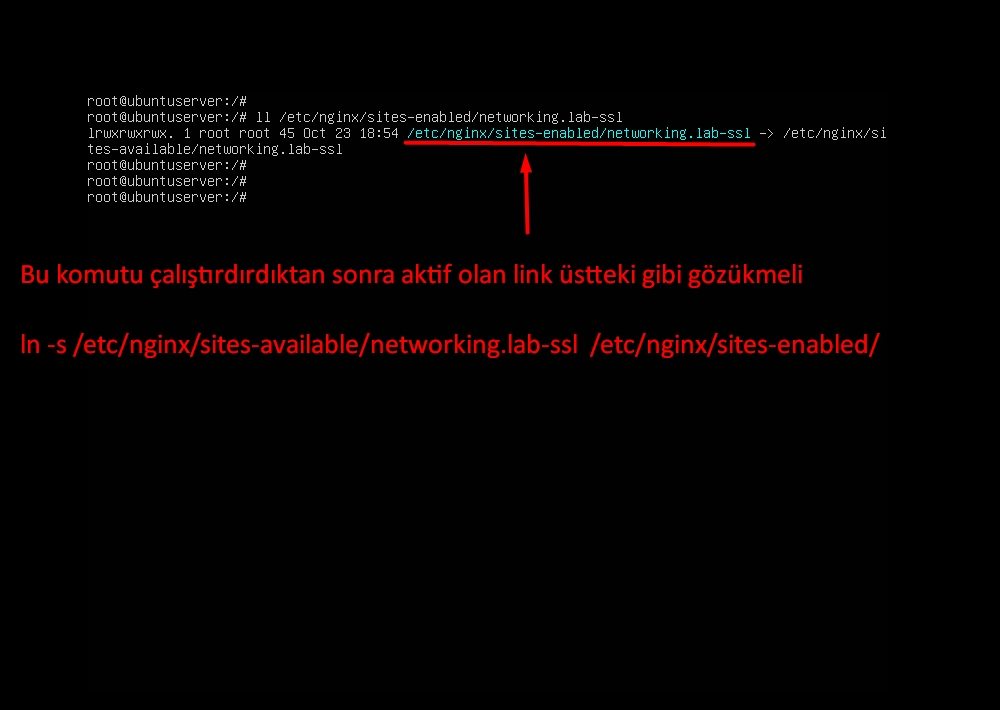 root@ubuntuserver:/#
root@ubuntuserver:/# ll /etc/nginx/sites-enabled/networking.lab-ssl
lrwxrwxrwx. 1 root root 45 Oct 23 18:54 /etc/nginx/sites-enabled/networking.lab-ssl -> /etc/nginx/si
tes-available/networking.lab-ssl
root@ubuntuserver:/#
root@ubuntuserver:/#
root@ubuntuserver:/#
Bu komutu çalıştırdırdıktan sonra aktif olan link üstteki gibi gözükmeli
ln -s /etc/nginx/sites-available/networking.lab-ssl /etc/nginx/sites-enabled/